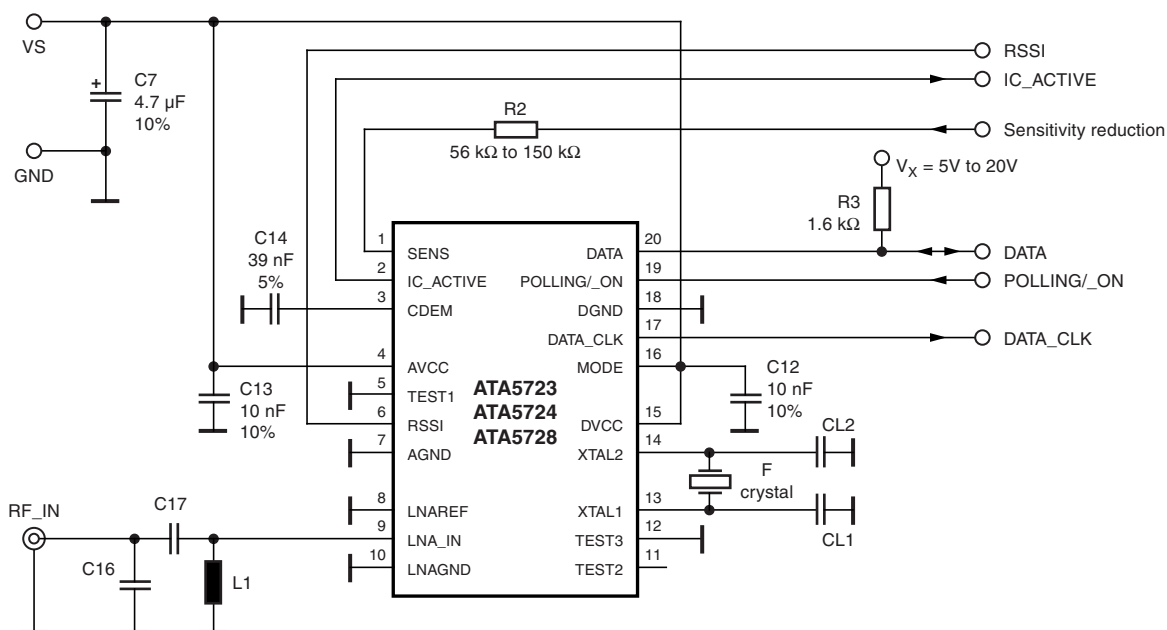 VS
C7
4.7 µF
10%
+
GND
RSSI
IC_ACTIVE
R2
56 kΩ to 150 kΩ
Sensitivity reduction
VX = 5V to 20V
R3
1.6 kΩ
C14
39 nF
5%
1
SENS
DATA
20
DATA
2
IC_ACTIVE
POLLING/_ON
19
POLLING/_ON
3
CDEM
DGND
18
DATA_CLK
17
DATA_CLK
4
AVCC
MODE
16
C13
10 nF
10%
5
TEST1
ATA5723
ATA5724
ATA5728
C12
10 nF
10%
6
RSSI
DVCC
15
7
AGND
XTAL2
14
CL2
F
crystal
8
LNAREF
XTAL1
13
CL1
RF_IN
C17
9
LNA_IN
TEST3
12
10
LNAGND
TEST2
11
C16
L1